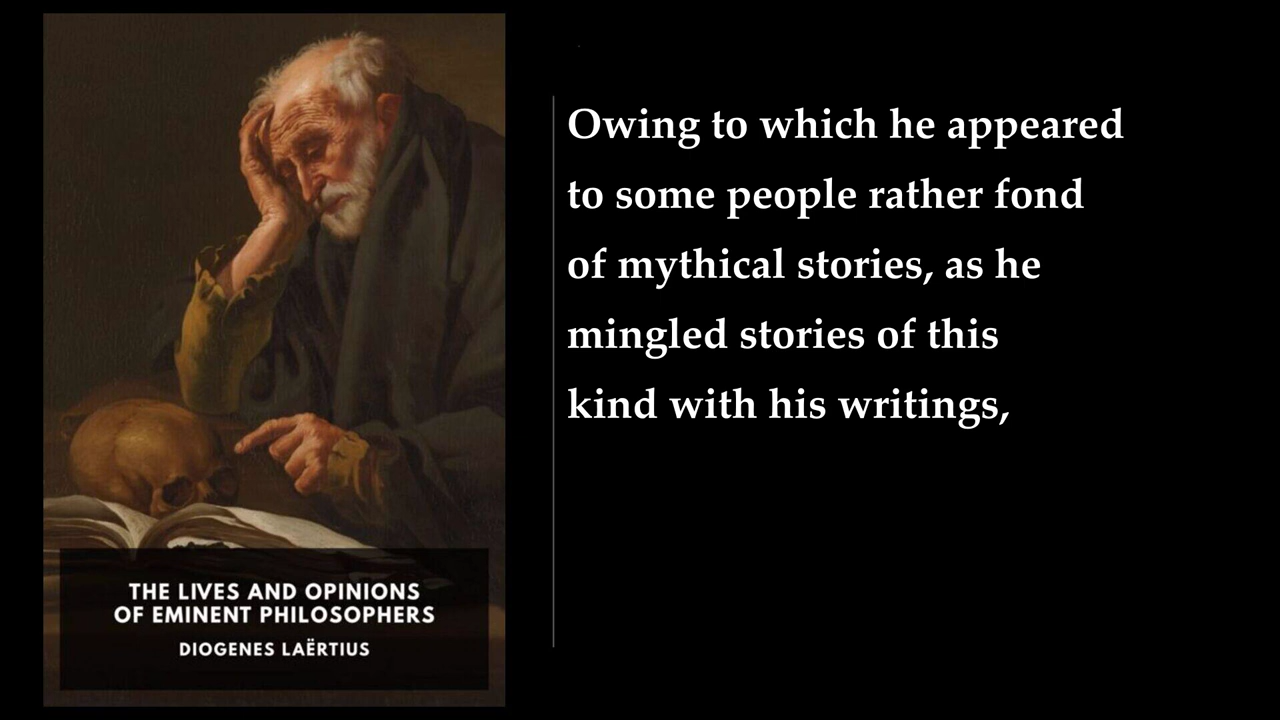 THE LIVES AND OPINIONS
OF EMINENT PHILOSOPHERS
DIOGENES LAËRTIUS
Owing to which he appeared
to some people rather fond
of mythical stories, as he
mingled stories of this
kind with his writings,